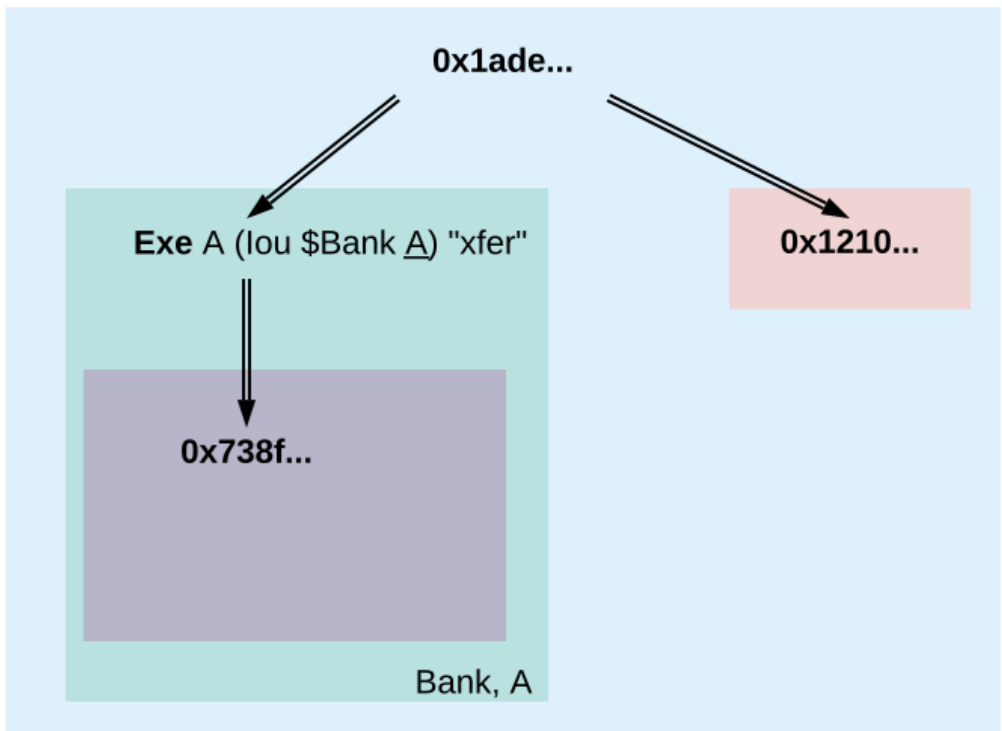 0x1ade...
Exe A (Iou $Bank A) "xfer"
0x1210...
0x738f...
Bank, A